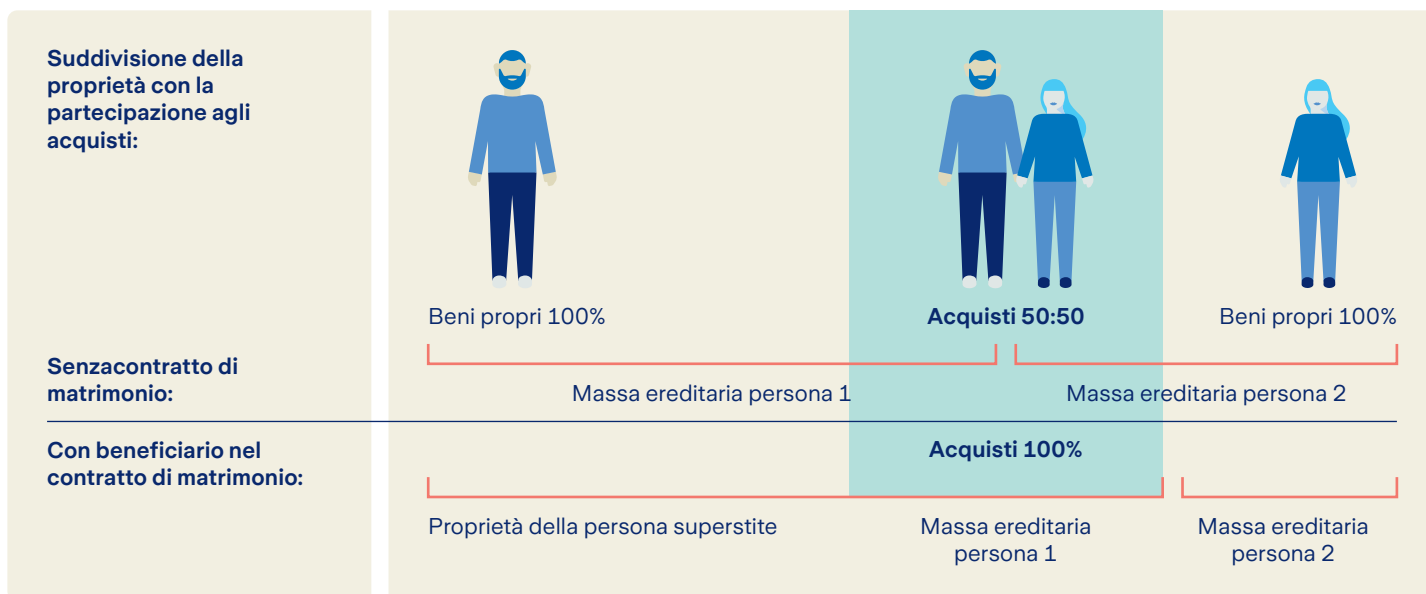 Suddivisione della
proprietà con la
partecipazione agli
acquisti:
Beni propri 100%
Acquisti 50:50
Beni propri 100%
Senzacontratto di
matrimonio:
Massa ereditaria persona 1
Massa ereditaria persona 2
Con beneficiario nel
contratto di matrimonio:
Acquisti 100%
Proprietà della persona superstite
Massa ereditaria
persona 1
Massa ereditaria
persona 2